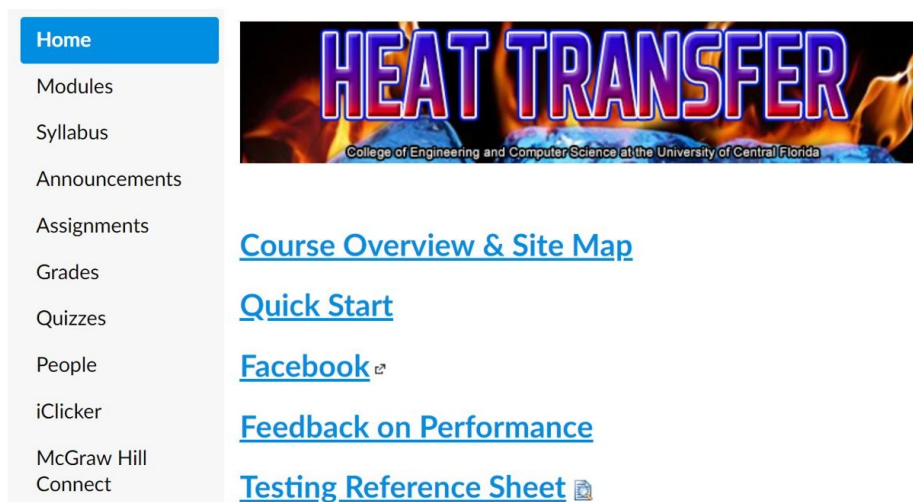 Home
Modules
Syllabus
Announcements
Assignments
Grades
Quizzes
People
iClicker
McGraw Hill
Connect
HEAT TRANSFER
College of Engineering and Computer Science at the University of Central Florida
Course Overview & Site Map
Quick Start
Facebook
Feedback on Performance
Testing Reference Sheet